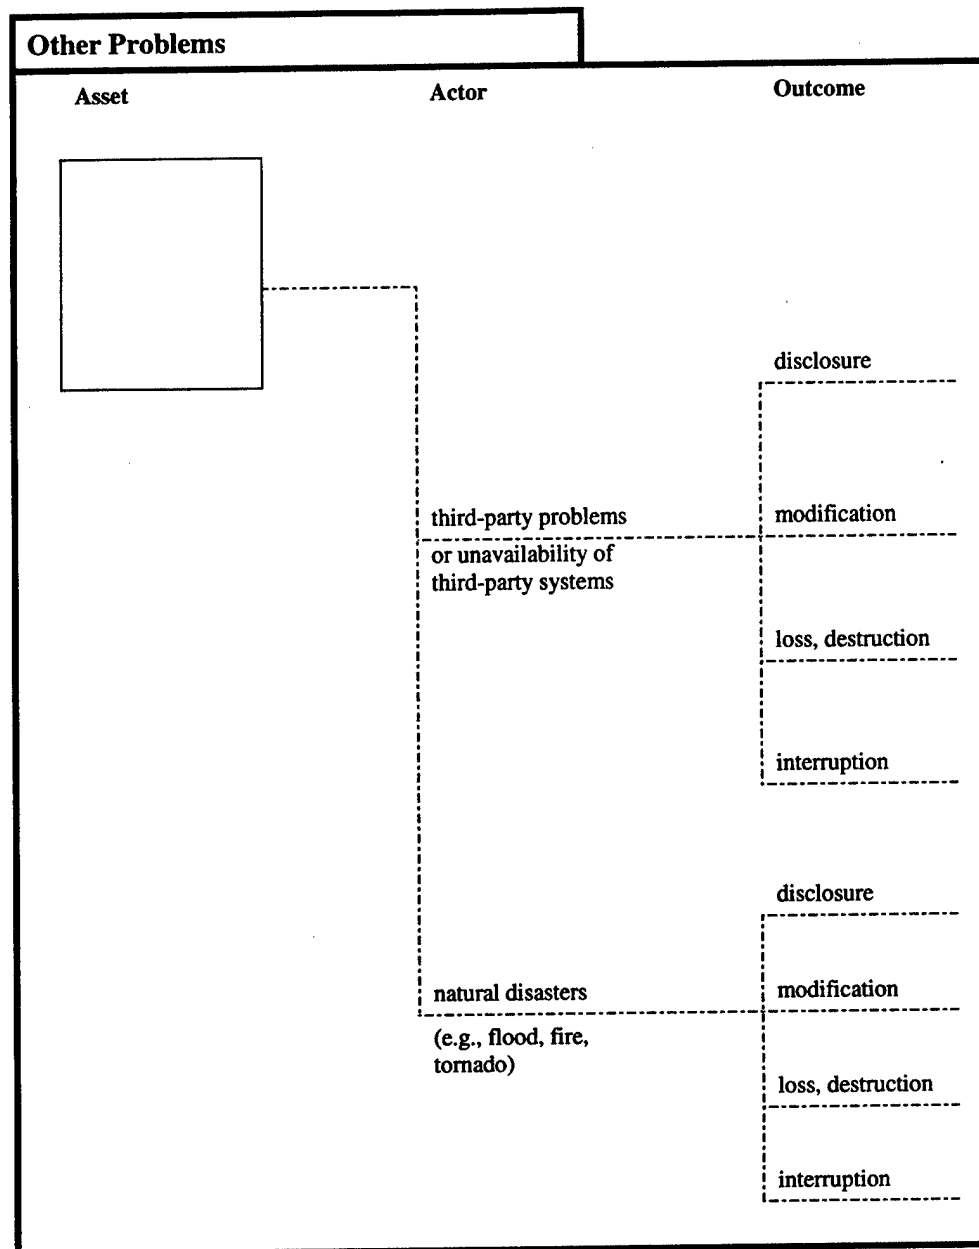 Other Problems
Asset
Actor
Outcome
disclosure
third-party problems
or unavailability of
third-party systems
modification
loss, destruction
interruption
disclosure
natural disasters
(e.g., flood, fire,
tornado)
modification
loss, destruction
interruption